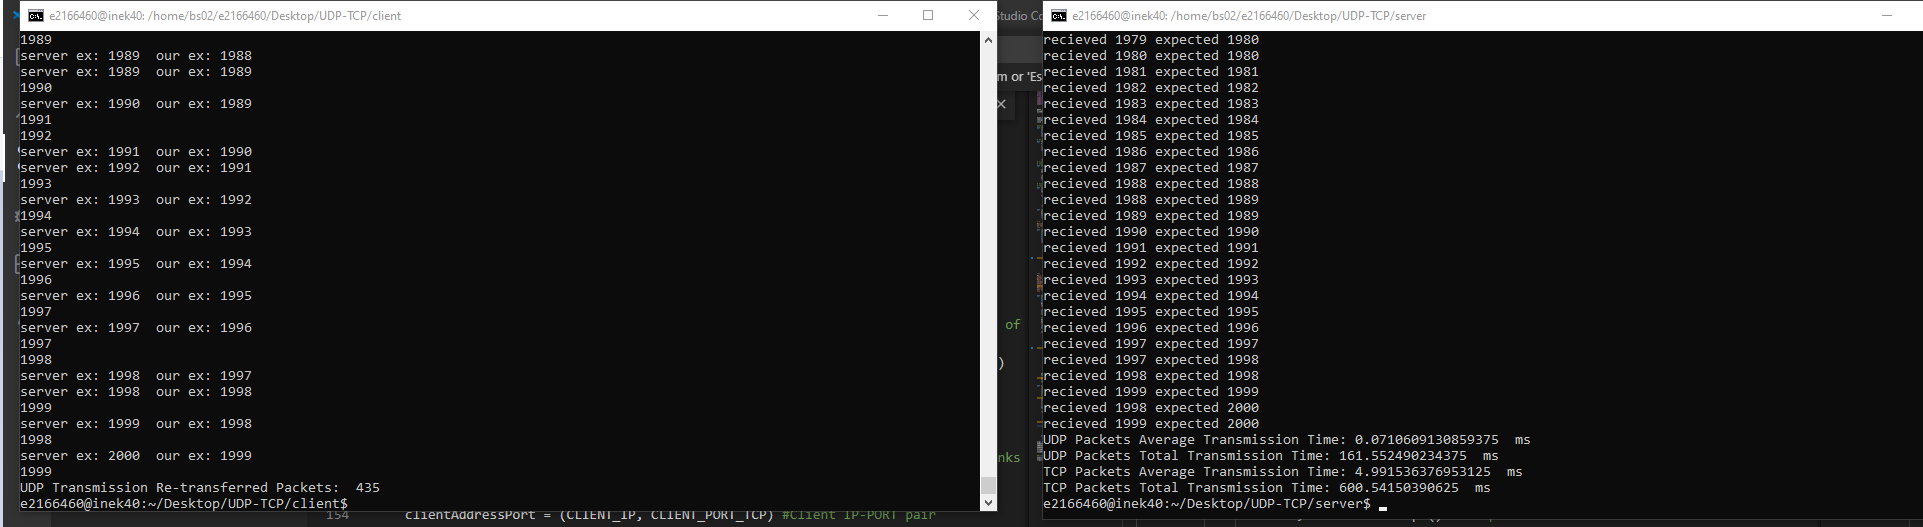 e2166460@inek40: /home/bs02/e2166460/Desktop/UDP-TCP/client
1989
server ex: 1989  our ex: 1988
server ex: 1989  our ex: 1989
1990
server ex: 1990  our ex: 1989
1991
1992
server ex: 1991  our ex: 1990
server ex: 1992  our ex: 1991
1993
server ex: 1993  our ex: 1992
1994
server ex: 1994  our ex: 1993
1995
server ex: 1995  our ex: 1994
1996
server ex: 1996  our ex: 1995
1997
server ex: 1997  our ex: 1996
1997
1998
server ex: 1998  our ex: 1997
server ex: 1998  our ex: 1998
1999
server ex: 1999  our ex: 1998
1998
server ex: 2000  our ex: 1999
1999
UDP Transmission Re-transferred Packets:  435
e2166460@inek40:~/Desktop/UDP-TCP/client$
154 clientAddressPort = (CLIENT_IP, CLIENT_PORT_TCP) #Client IP-PORT pair
Studio Co
m or 'Es
of
)
nks
e2166460@inek40: /home/bs02/e2166460/Desktop/UDP-TCP/server
recieved 1979 expected 1980
recieved 1980 expected 1980
recieved 1981 expected 1981
recieved 1982 expected 1982
recieved 1983 expected 1983
recieved 1984 expected 1984
recieved 1985 expected 1985
recieved 1986 expected 1986
recieved 1987 expected 1987
recieved 1988 expected 1988
recieved 1988 expected 1989
recieved 1989 expected 1989
recieved 1990 expected 1990
recieved 1991 expected 1991
recieved 1992 expected 1992
recieved 1993 expected 1993
recieved 1994 expected 1994
recieved 1995 expected 1995
recieved 1996 expected 1996
recieved 1997 expected 1997
recieved 1997 expected 1998
recieved 1998 expected 1998
recieved 1999 expected 1999
recieved 1998 expected 2000
recieved 1999 expected 2000
UDP Packets Average Transmission Time: 0.0710609130859375  ms
UDP Packets Total Transmission Time: 161.552490234375  ms
TCP Packets Average Transmission Time: 4.991536376953125  ms
TCP Packets Total Transmission Time: 600.54150390625  ms
e2166460@inek40:~/Desktop/UDP-TCP/server$